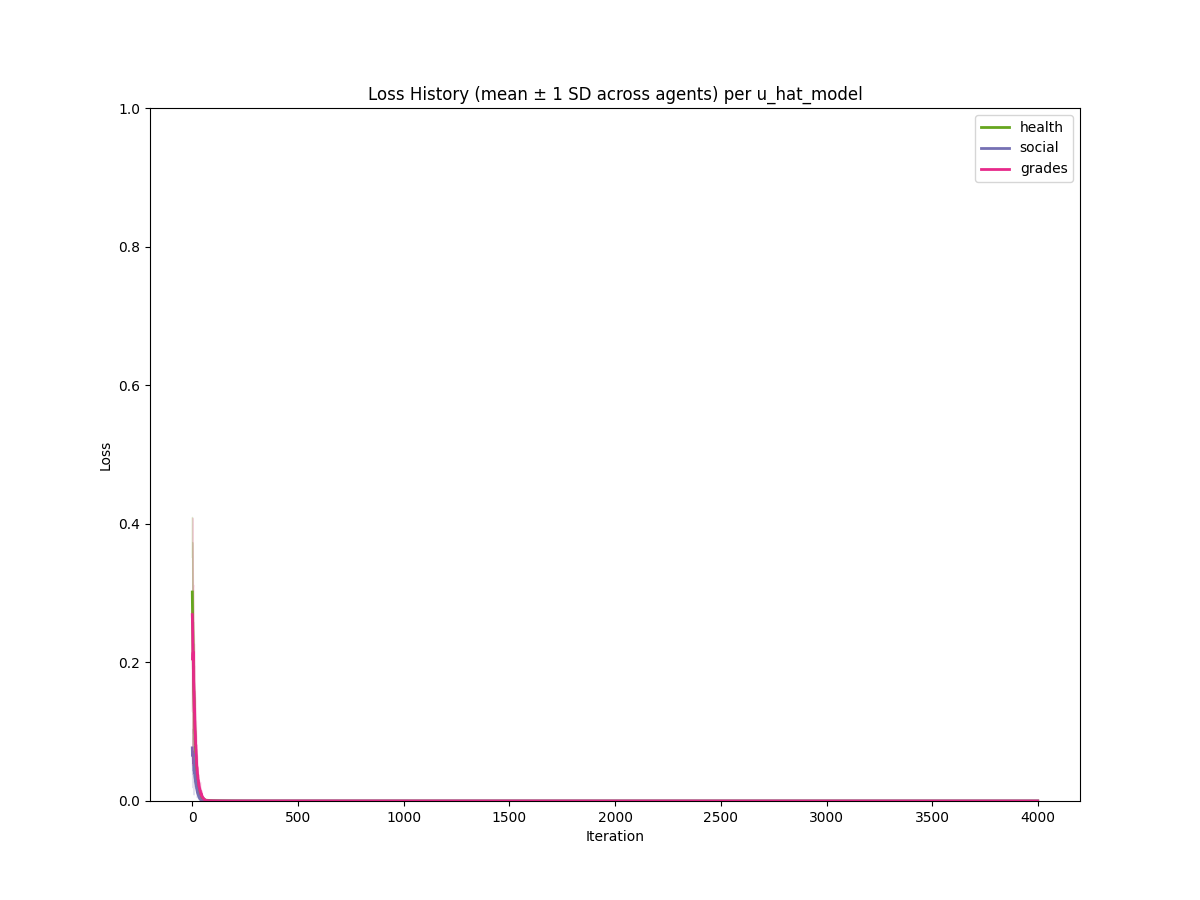 Loss History (mean ± 1 SD across agents) per u_hat_model
1.0
health
social
grades
0.8
0.6
Loss
0.4
0.2
0.0
0 500 1000 1500 2000 2500 3000 3500 4000
Iteration